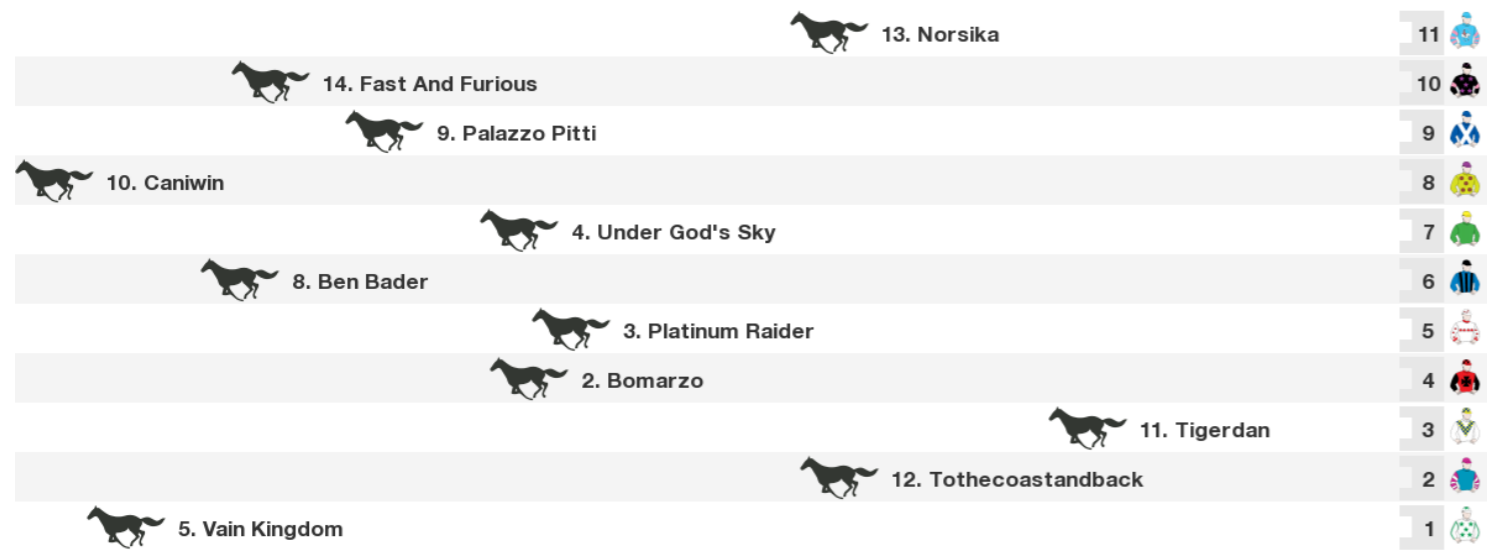 13. Norsika 11
14. Fast And Furious 10
9. Palazzo Pitti 9
10. Caniwin 8
4. Under God's Sky 7
8. Ben Bader 6
3. Platinum Raider 5
2. Bomarzo 4
11. Tigerdan 3
12. Tothecoastandback 2
5. Vain Kingdom 1